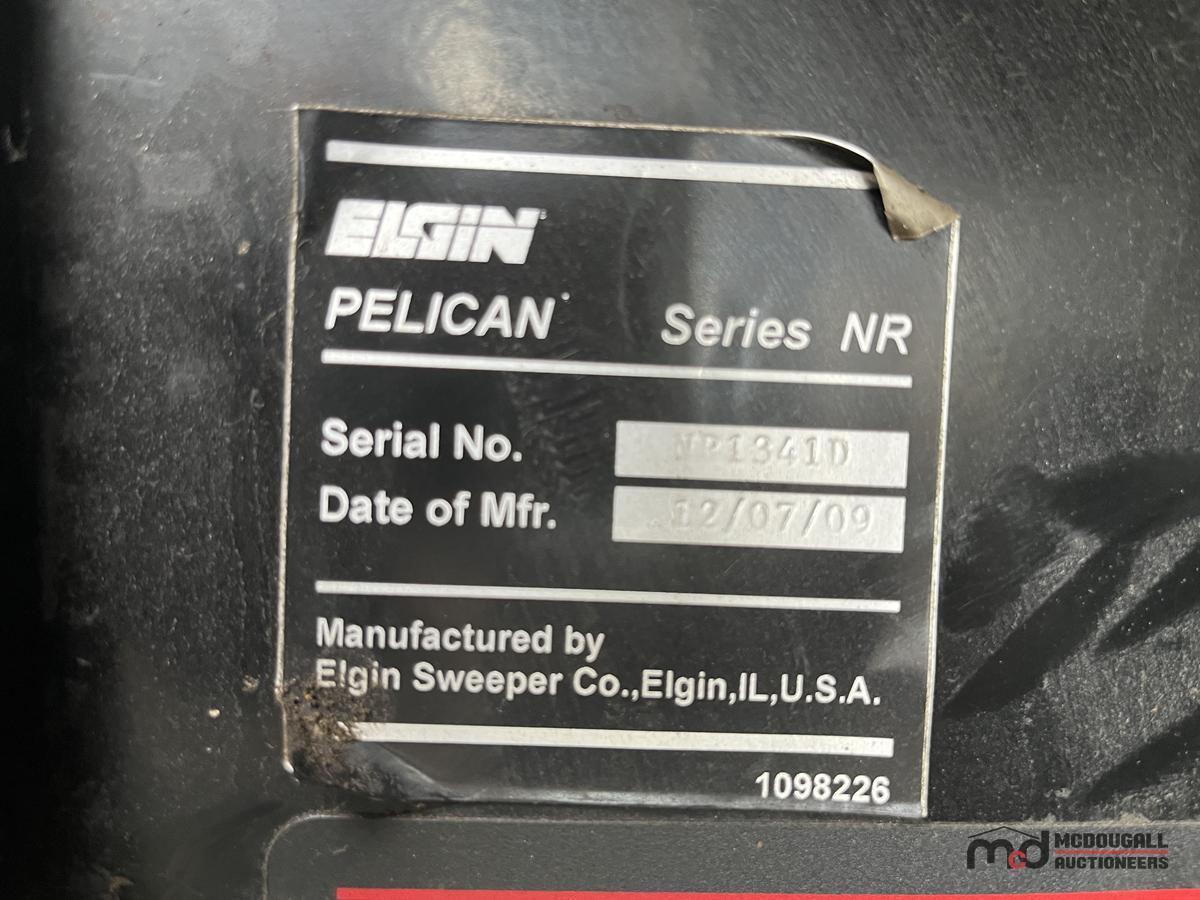 ELGIN
PELICAN Series NR
Serial No. NP1341D
Date of Mfr. 12/07/09
Manufactured by
Elgin Sweeper Co.,Elgin,IL,U.S.A.
1098226
mcd MCDOUGALL
AUCTIONEERS